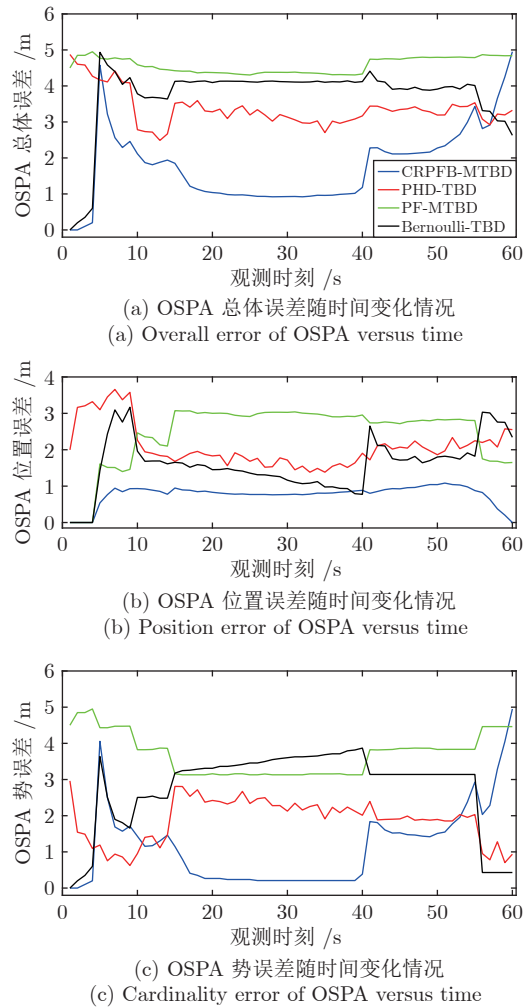 OSPA 总体误差 /m
6
5
4
3
2
1
0
CRPFB-MTBD
PHD-TBD
PF-MTBD
Bernoulli-TBD
0 10 20 30 40 50 60
观测时刻 /s
(a) OSPA 总体误差随时间变化情况
(a) Overall error of OSPA versus time
OSPA 位置误差 /m
4
3
2
1
0
0 10 20 30 40 50 60
观测时刻 /s
(b) OSPA 位置误差随时间变化情况
(b) Position error of OSPA versus time
OSPA 势误差 /m
6
5
4
3
2
1
0
0 10 20 30 40 50 60
观测时刻 /s
(c) OSPA 势误差随时间变化情况
(c) Cardinality error of OSPA versus time